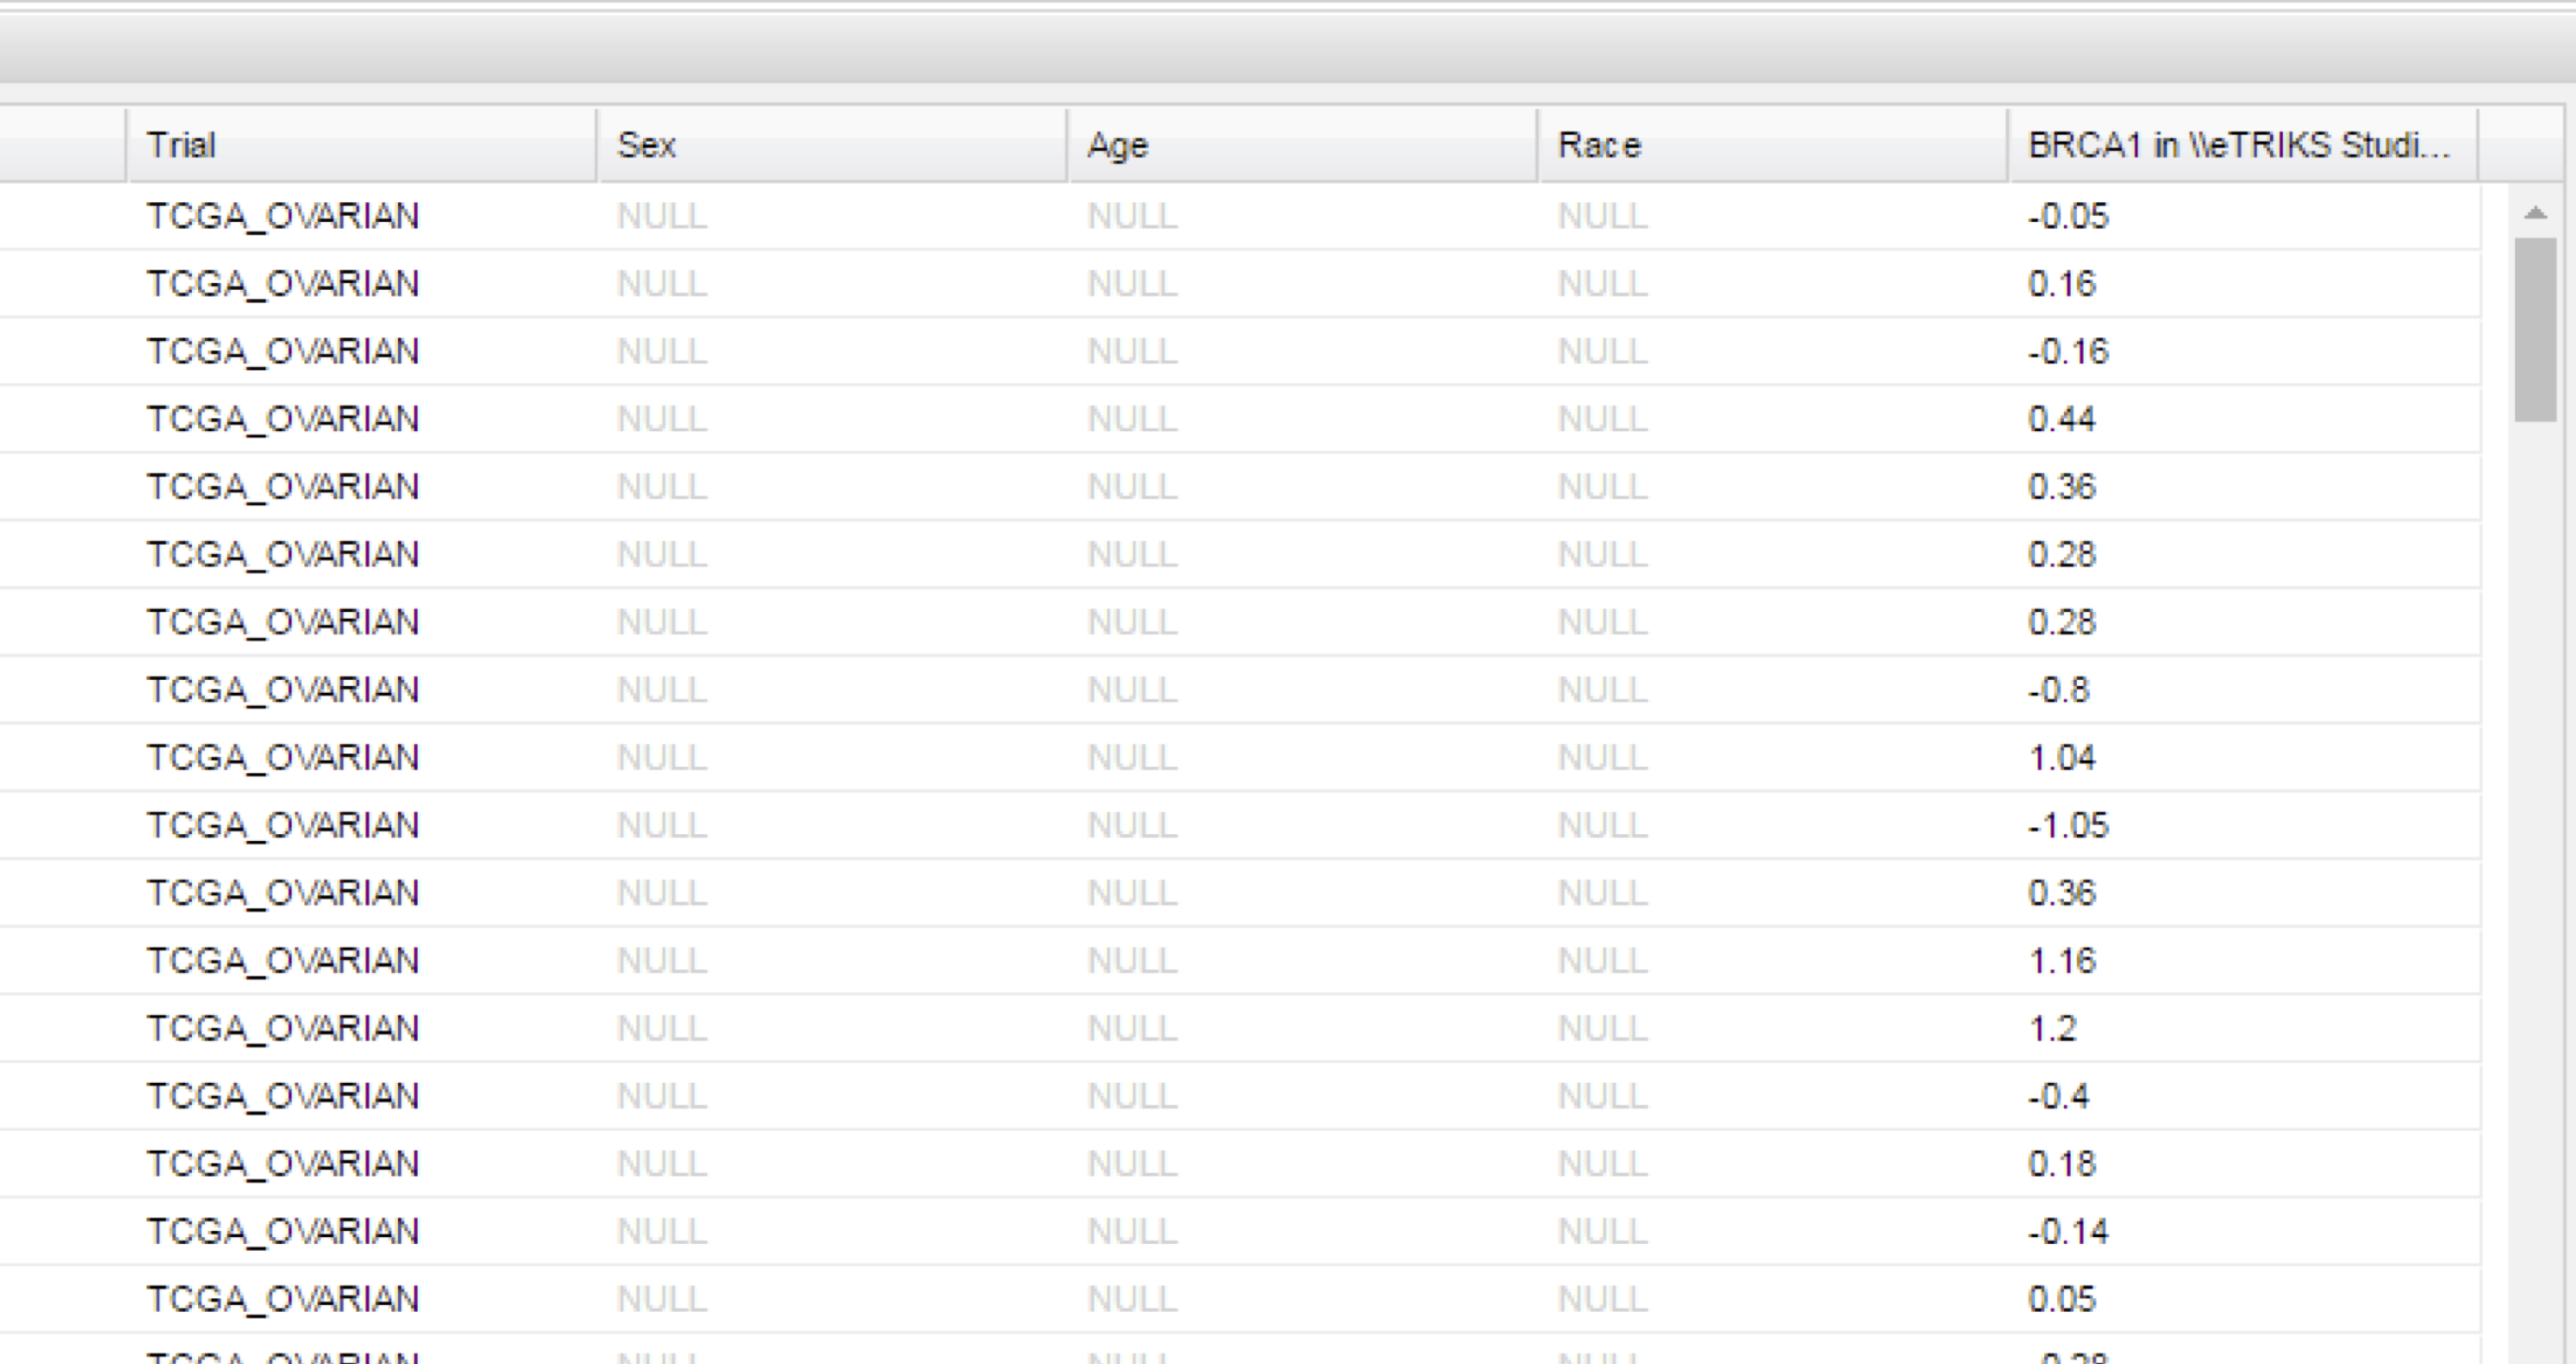 Trial Sex Age Race BRCA1 in \\eTRIKS Studi...
TCGA_OVARIAN NULL NULL NULL -0.05
TCGA_OVARIAN NULL NULL NULL 0.16
TCGA_OVARIAN NULL NULL NULL -0.16
TCGA_OVARIAN NULL NULL NULL 0.44
TCGA_OVARIAN NULL NULL NULL 0.36
TCGA_OVARIAN NULL NULL NULL 0.28
TCGA_OVARIAN NULL NULL NULL 0.28
TCGA_OVARIAN NULL NULL NULL -0.8
TCGA_OVARIAN NULL NULL NULL 1.04
TCGA_OVARIAN NULL NULL NULL -1.05
TCGA_OVARIAN NULL NULL NULL 0.36
TCGA_OVARIAN NULL NULL NULL 1.16
TCGA_OVARIAN NULL NULL NULL 1.2
TCGA_OVARIAN NULL NULL NULL -0.4
TCGA_OVARIAN NULL NULL NULL 0.18
TCGA_OVARIAN NULL NULL NULL -0.14
TCGA_OVARIAN NULL NULL NULL 0.05
TCGA_OVARIAN NULL NULL NULL